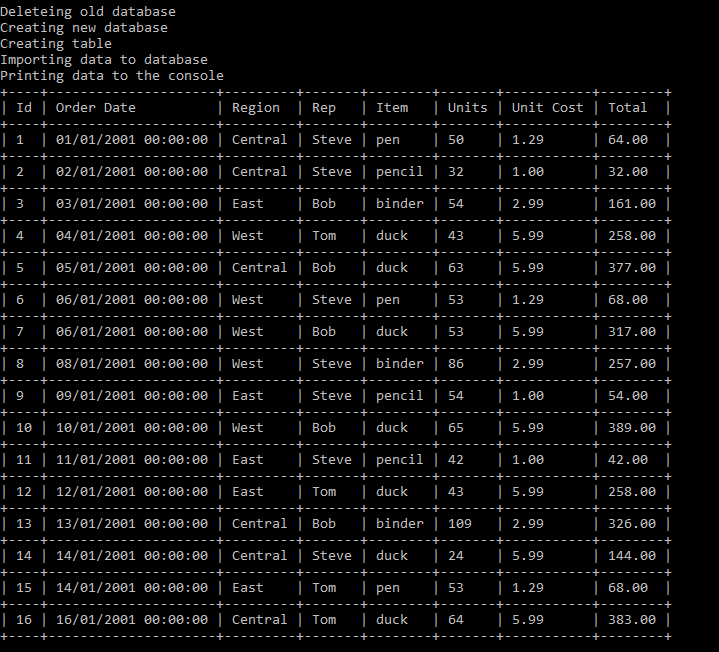 Deleteing old database
Creating new database
Creating table
Importing data to database
Printing data to the console
+----+---------------------+---------+-------+--------+-------+-----------+--------+
| Id | Order Date          | Region  | Rep   | Item   | Units | Unit Cost | Total  |
+----+---------------------+---------+-------+--------+-------+-----------+--------+
| 1  | 01/01/2001 00:00:00 | Central | Steve | pen    | 50    | 1.29      | 64.00  |
+----+---------------------+---------+-------+--------+-------+-----------+--------+
| 2  | 02/01/2001 00:00:00 | Central | Steve | pencil | 32    | 1.00      | 32.00  |
+----+---------------------+---------+-------+--------+-------+-----------+--------+
| 3  | 03/01/2001 00:00:00 | East    | Bob   | binder | 54    | 2.99      | 161.00 |
+----+---------------------+---------+-------+--------+-------+-----------+--------+
| 4  | 04/01/2001 00:00:00 | West    | Tom   | duck   | 43    | 5.99      | 258.00 |
+----+---------------------+---------+-------+--------+-------+-----------+--------+
| 5  | 05/01/2001 00:00:00 | Central | Bob   | duck   | 63    | 5.99      | 377.00 |
+----+---------------------+---------+-------+--------+-------+-----------+--------+
| 6  | 06/01/2001 00:00:00 | West    | Steve | pen    | 53    | 1.29      | 68.00  |
+----+---------------------+---------+-------+--------+-------+-----------+--------+
| 7  | 06/01/2001 00:00:00 | West    | Bob   | duck   | 53    | 5.99      | 317.00 |
+----+---------------------+---------+-------+--------+-------+-----------+--------+
| 8  | 08/01/2001 00:00:00 | West    | Steve | binder | 86    | 2.99      | 257.00 |
+----+---------------------+---------+-------+--------+-------+-----------+--------+
| 9  | 09/01/2001 00:00:00 | East    | Steve | pencil | 54    | 1.00      | 54.00  |
+----+---------------------+---------+-------+--------+-------+-----------+--------+
| 10 | 10/01/2001 00:00:00 | West    | Bob   | duck   | 65    | 5.99      | 389.00 |
+----+---------------------+---------+-------+--------+-------+-----------+--------+
| 11 | 11/01/2001 00:00:00 | East    | Steve | pencil | 42    | 1.00      | 42.00  |
+----+---------------------+---------+-------+--------+-------+-----------+--------+
| 12 | 12/01/2001 00:00:00 | East    | Tom   | duck   | 43    | 5.99      | 258.00 |
+----+---------------------+---------+-------+--------+-------+-----------+--------+
| 13 | 13/01/2001 00:00:00 | Central | Bob   | binder | 109   | 2.99      | 326.00 |
+----+---------------------+---------+-------+--------+-------+-----------+--------+
| 14 | 14/01/2001 00:00:00 | Central | Steve | duck   | 24    | 5.99      | 144.00 |
+----+---------------------+---------+-------+--------+-------+-----------+--------+
| 15 | 14/01/2001 00:00:00 | East    | Tom   | pen    | 53    | 1.29      | 68.00  |
+----+---------------------+---------+-------+--------+-------+-----------+--------+
| 16 | 16/01/2001 00:00:00 | Central | Tom   | duck   | 64    | 5.99      | 383.00 |
+----+---------------------+---------+-------+--------+-------+-----------+--------+